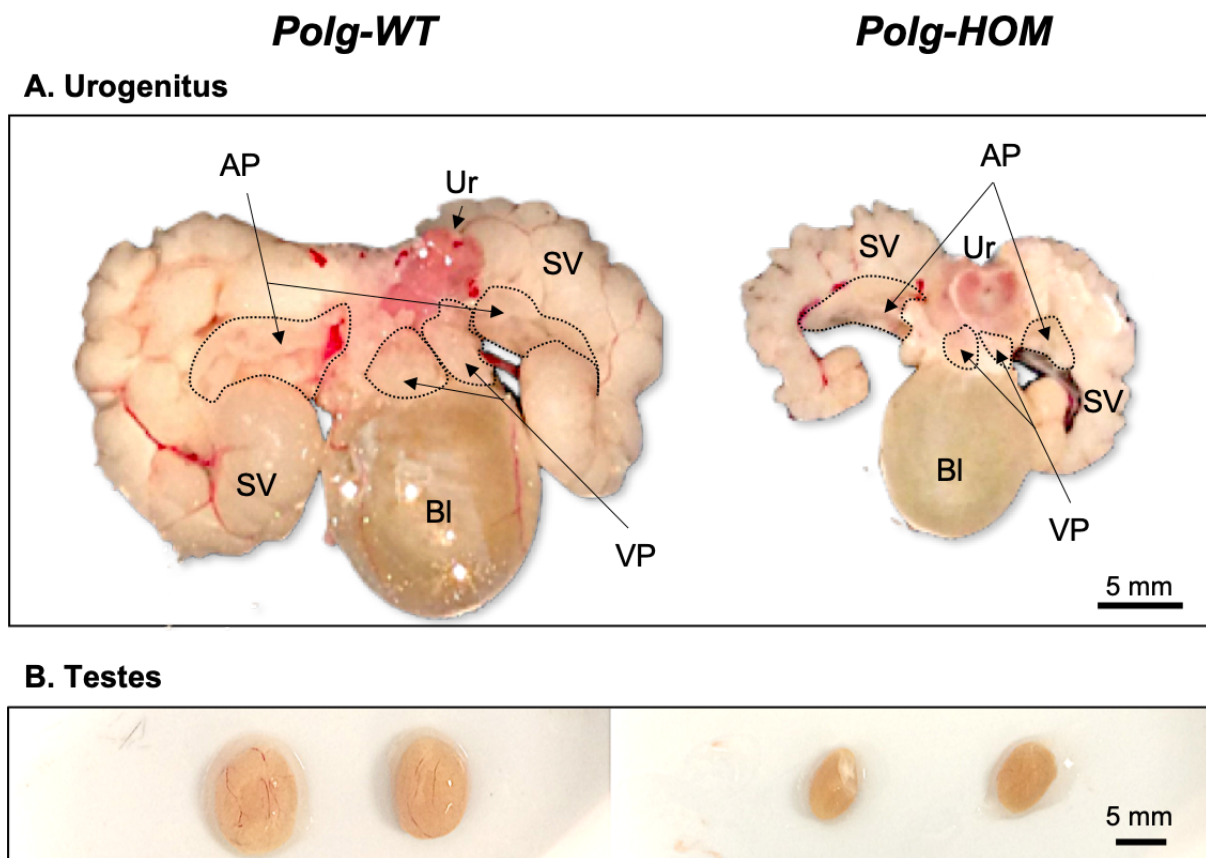 Polg-WT
Polg-HOM
A. Urogenitus
AP
Ur
SV
SV
Bl
VP
AP
SV
Ur
SV
Bl
VP
5 mm
B. Testes
5 mm